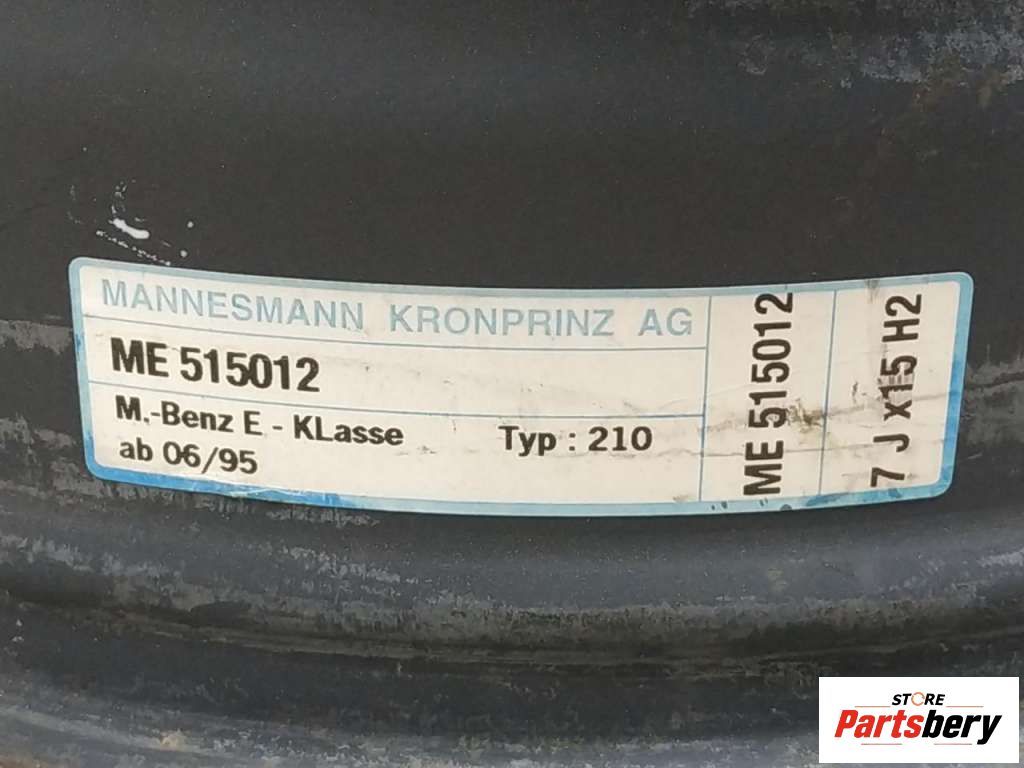 MANNESMANN KRONPRINZ AG
ME 515012
M.-Benz E - KLasse Typ : 210
ab 06/95
ME 515012
7 J x15 H2
STORE
Partsbery